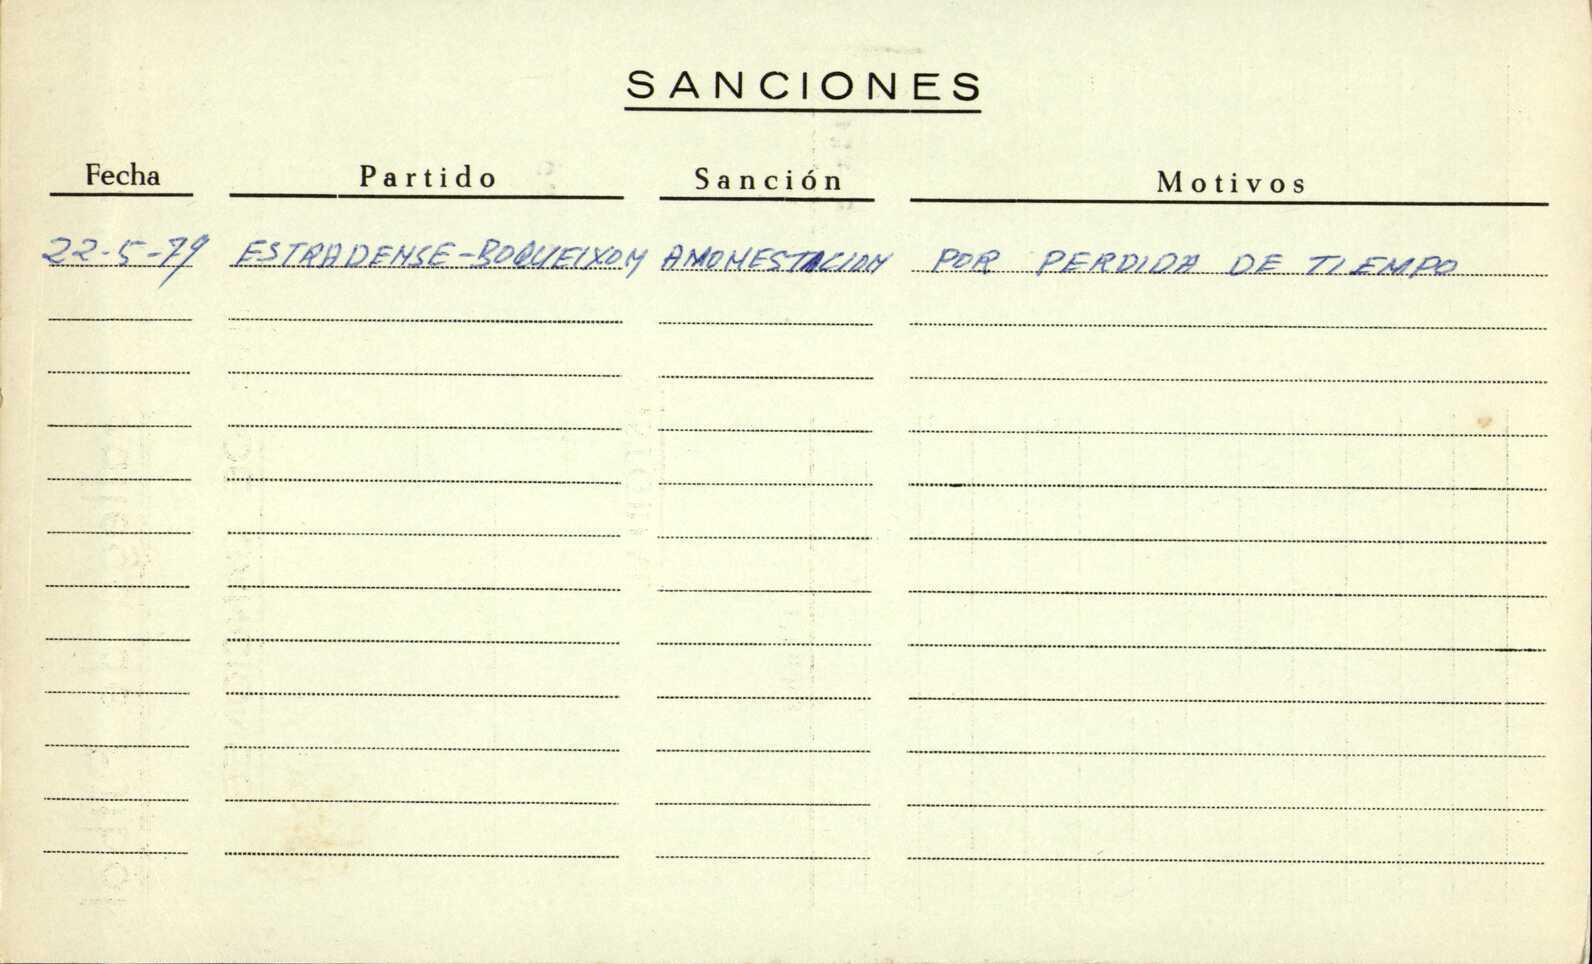 SANCIONES
Fecha Partido Sanción Motivos
22-5-79 ESTRADENSE-BOQUEIXON AMONESTACION POR PERDIDA DE TIEMPO